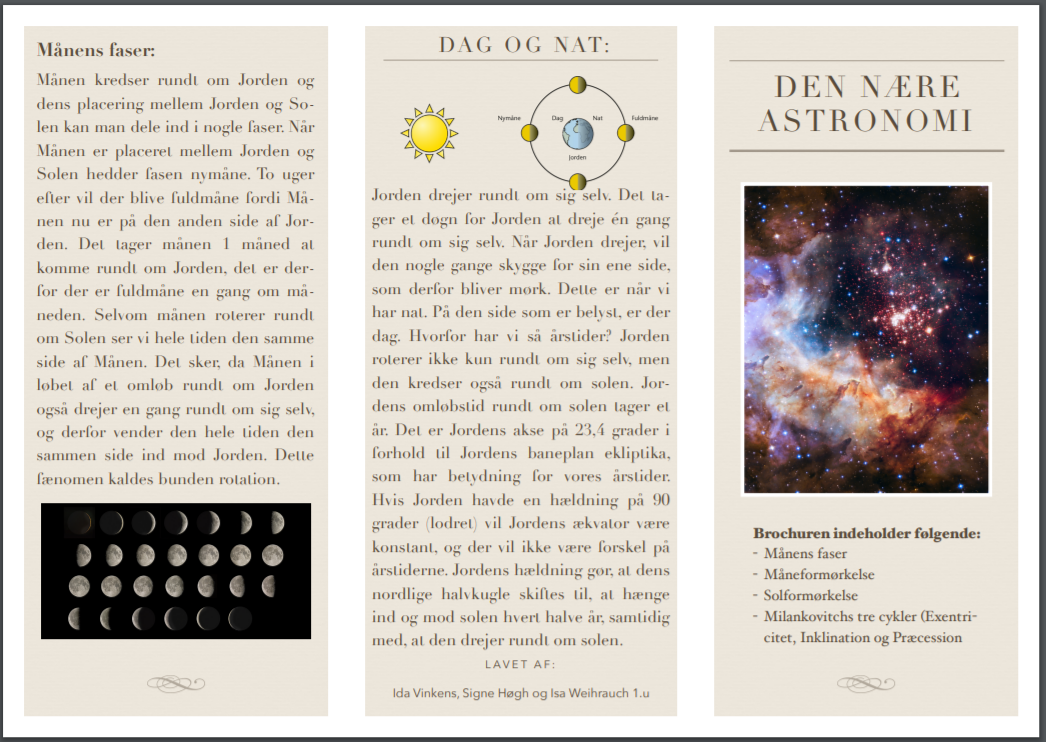 Månens faser:
Månen kredser rundt om Jorden og
dens placering mellem Jorden og So-
len kan man dele ind i nogle faser. Når
Månen er placeret mellem Jorden og
Solen hedder fasen nymåne. To uger
efter vil der blive fuldmåne fordi Må-
nen nu er på den anden side af Jor-
den. Det tager månen 1 måned at
komme rundt om Jorden, det er der-
for der er fuldmåne en gang om må-
neden. Selvom månen roterer rundt
om Solen ser vi hele tiden den samme
side af Månen. Det sker, da Månen i
løbet af et omløb rundt om Jorden
også drejer en gang rundt om sig selv,
og derfor vender den hele tiden den
sammen side ind mod Jorden. Dette
fænomen kaldes bunden rotation.
DAG OG NAT:
Nymåne
Dag
Nat
Fuldmåne
Jorden
Jorden drejer rundt om sig selv. Det ta-
ger et døgn for Jorden at dreje én gang
rundt om sig selv. Når Jorden drejer, vil
den nogle gange skygge for sin ene side,
som derfor bliver mørk. Dette er når vi
har nat. På den side som er belyst, er der
dag. Hvorfor har vi så årstider? Jorden
roterer ikke kun rundt om sig selv, men
den kredser også rundt om solen. Jor-
dens omløbstid rundt om solen tager et
år. Det er Jordens akse på 23,4 grader i
forhold til Jordens baneplan ekliptika,
som har betydning for vores årstider.
Hvis Jorden havde en hældning på 90
grader (lodret) vil Jordens ækvator være
konstant, og der vil ikke være forskel på
årstiderne. Jordens hældning gør, at dens
nordlige halvkugle skiftes til, at hænge
ind og mod solen hvert halve år, samtidig
med, at den drejer rundt om solen.
LAVET AF:
Ida Vinkens, Signe Høgh og Isa Weihrauch 1.u
DEN NÆRE
ASTRONOMI
Brochuren indeholder følgende:
- Månens faser
- Måneformørkelse
- Solformørkelse
- Milankovitchs tre cykler (Exentri-
citet, Inklination og Præcession